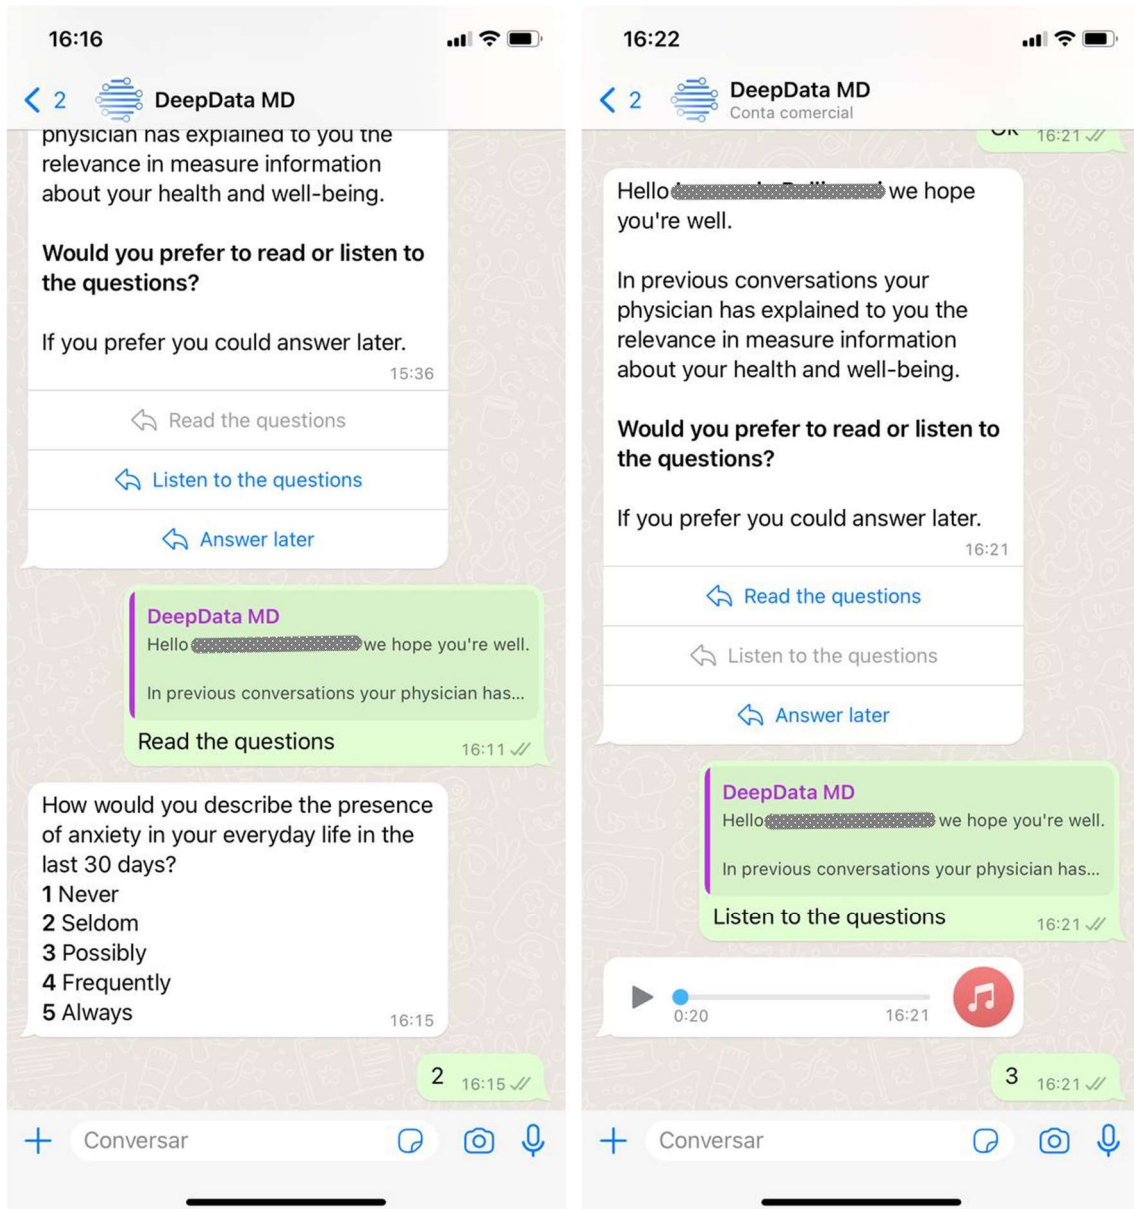 16:16
2
DeepData MD
physician has explained to you the
relevance in measure information
about your health and well-being.
Would you prefer to read or listen to
the questions?
If you prefer you could answer later.
15:36
Read the questions
Listen to the questions
Answer later
DeepData MD
Hello we hope you're well.
In previous conversations your physician has...
Read the questions
16:11
How would you describe the presence
of anxiety in your everyday life in the
last 30 days?
1 Never
2 Seldom
3 Possibly
4 Frequently
5 Always
16:15
2 16:15
Conversar
16:22
2
DeepData MD
Conta comercial
16:21
Hello we hope
you're well.
In previous conversations your
physician has explained to you the
relevance in measure information
about your health and well-being.
Would you prefer to read or listen to
the questions?
If you prefer you could answer later.
16:21
Read the questions
Listen to the questions
Answer later
DeepData MD
Hello we hope you're well.
In previous conversations your physician has...
Listen to the questions
16:21
0:20 16:21
3 16:21
Conversar